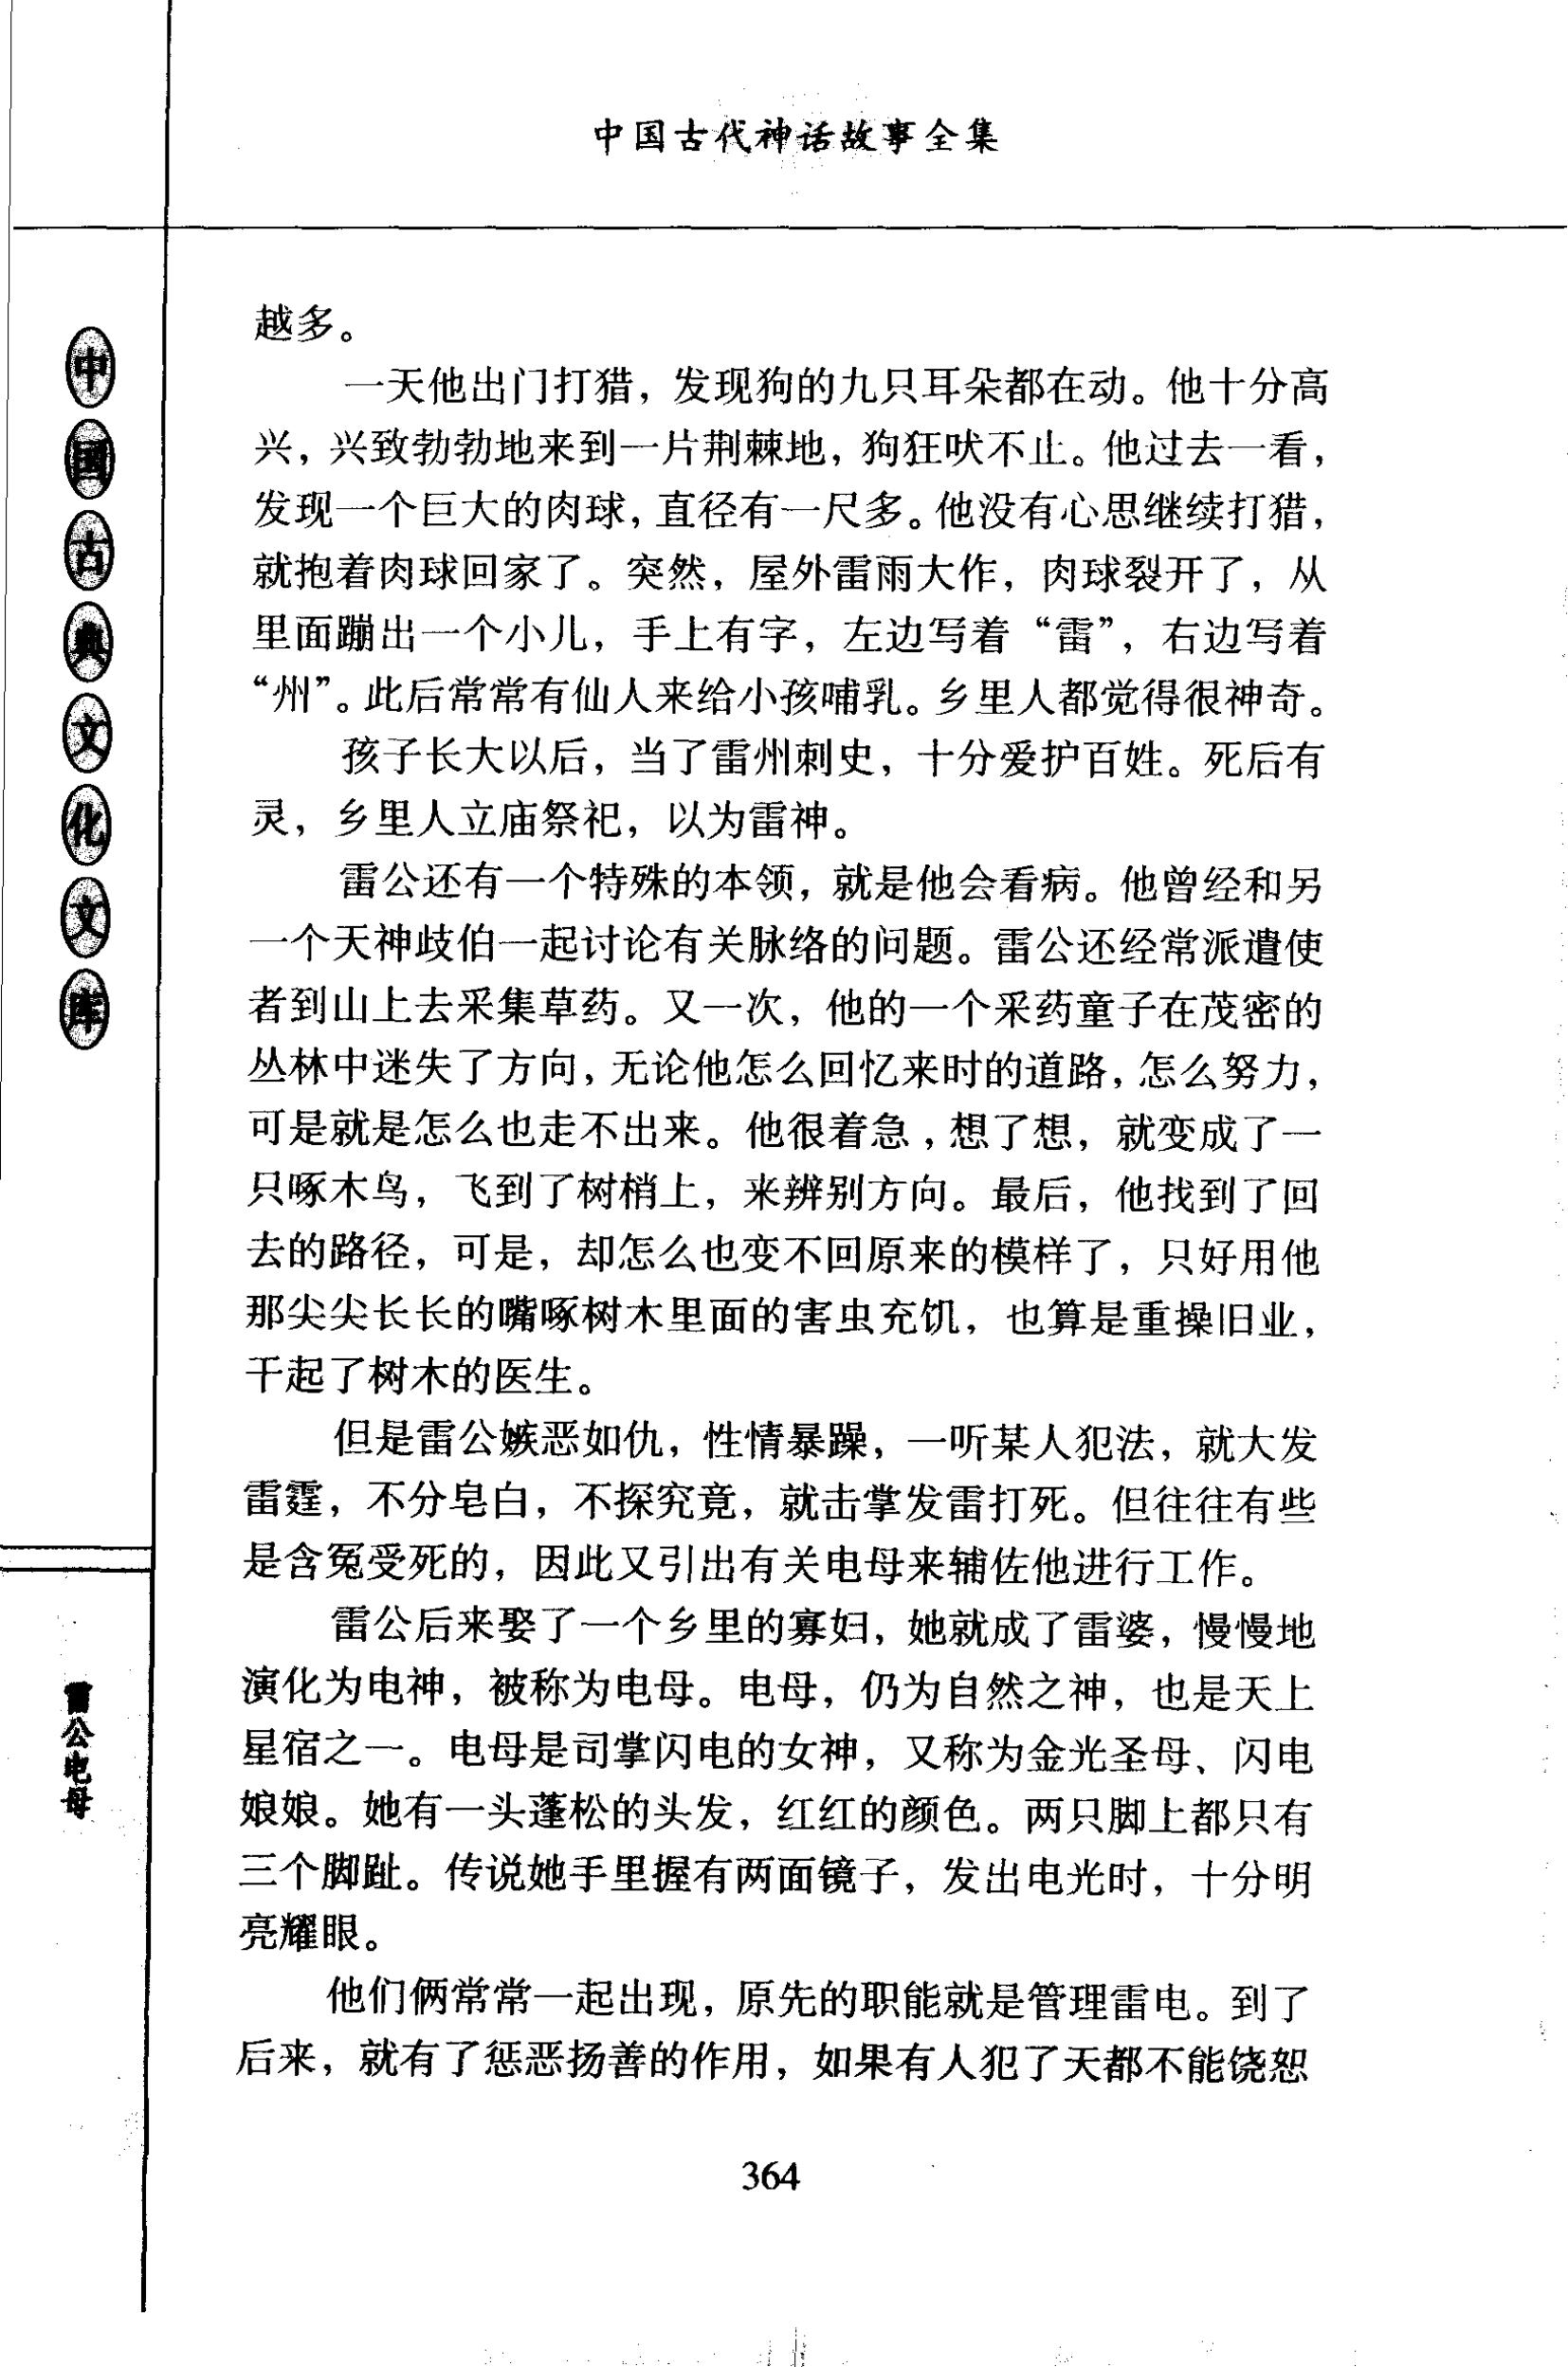 中国古代神话故事全集
中国古典文化文库
雷公电母
越多。
一天他出门打猎，发现狗的九只耳朵都在动。他十分高
兴，兴致勃勃地来到一片荆棘地，狗狂吠不止。他过去一看，
发现一个巨大的肉球，直径有一尺多。他没有心思继续打猎，
就抱着肉球回家了。突然，屋外雷雨大作，肉球裂开了，从
里面蹦出一个小儿，手上有字，左边写着“雷”，右边写着
“州”。此后常常有仙人来给小孩哺乳。乡里人都觉得很神奇。
孩子长大以后，当了雷州刺史，十分爱护百姓。死后有
灵，乡里人立庙祭祀，以为雷神。
雷公还有一个特殊的本领，就是他会看病。他曾经和另
一个天神歧伯一起讨论有关脉络的问题。雷公还经常派遣使
者到山上去采集草药。又一次，他的一个采药童子在茂密的
丛林中迷失了方向，无论他怎么回忆来时的道路，怎么努力，
可是就是怎么也走不出来。他很着急，想了想，就变成了一
只啄木鸟，飞到了树梢上，来辨别方向。最后，他找到了回
去的路径，可是，却怎么也变不回原来的模样了，只好用他
那尖尖长长的嘴啄树木里面的害虫充饥，也算是重操旧业，
干起了树木的医生。
但是雷公嫉恶如仇，性情暴躁，一听某人犯法，就大发
雷霆，不分皂白，不探究竟，就击掌发雷打死。但往往有些
是含冤受死的，因此又引出有关电母来辅佐他进行工作。
雷公后来娶了一个乡里的寡妇，她就成了雷婆，慢慢地
演化为电神，被称为电母。电母，仍为自然之神，也是天上
星宿之一。电母是司掌闪电的女神，又称为金光圣母、闪电
娘娘。她有一头蓬松的头发，红红的颜色。两只脚上都只有
三个脚趾。传说她手里握有两面镜子，发出电光时，十分明
亮耀眼。
他们俩常常一起出现，原先的职能就是管理雷电。到了
后来，就有了惩恶扬善的作用，如果有人犯了天都不能饶恕
364